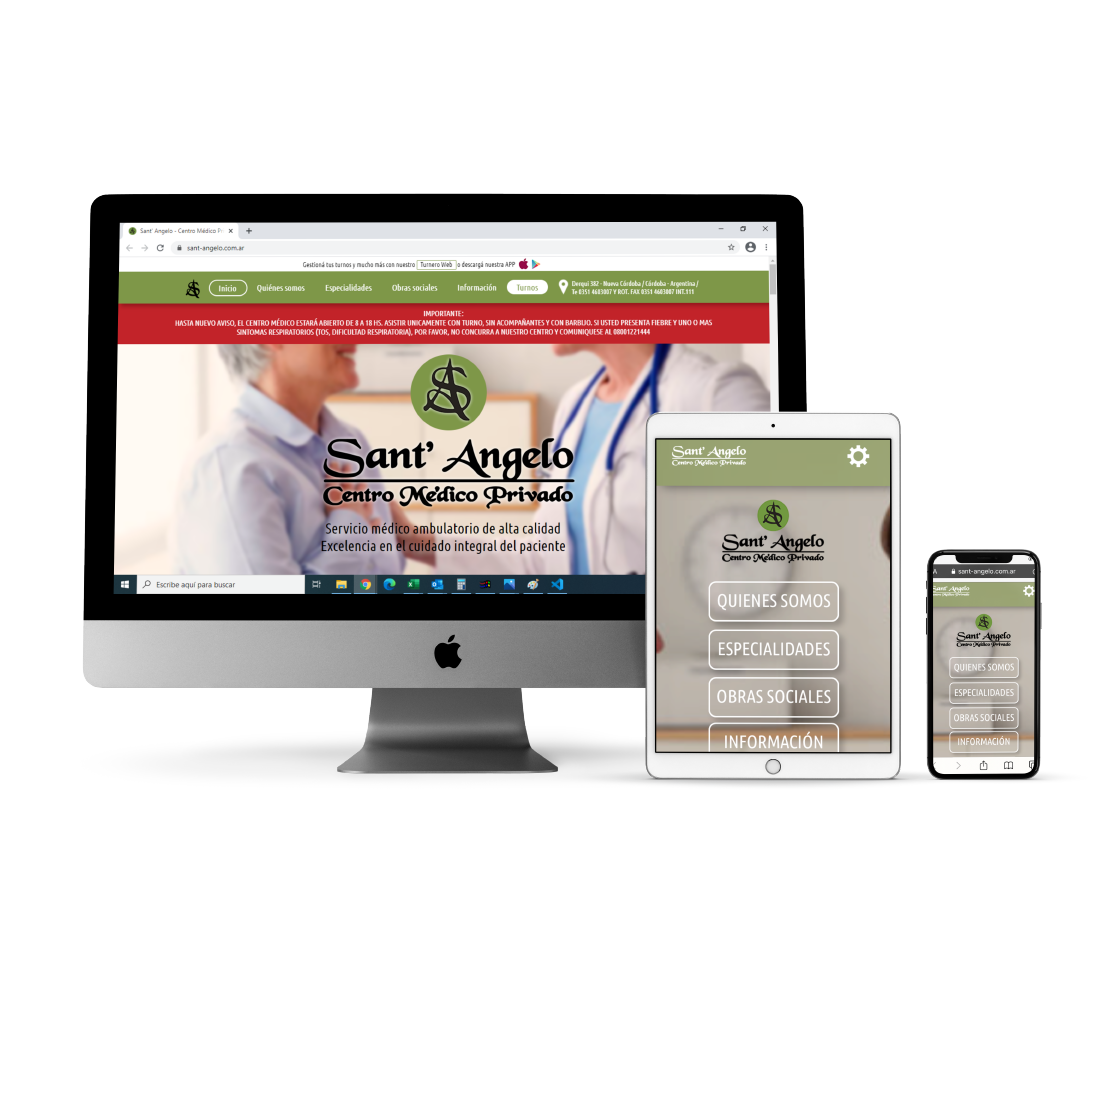 Sant' Angelo - Centro Médico P
sant-angelo.com.ar
Gestioná tus turnos y mucho más con nuestro Turnero Web o descargá nuestra APP
Inicio Quiénes somos Especialidades Obras sociales Información Turnos
Derqui 382 - Nueva Córdoba / Córdoba - Argentina /
Te 0351 4603007 Y ROT. FAX 0351 4603007 INT.111
IMPORTANTE:
HASTA NUEVO AVISO, EL CENTRO MÉDICO ESTARÁ ABIERTO DE 8 A 18 HS. ASISTIR UNICAMENTE CON TURNO, SIN ACOMPAÑANTES Y CON BARBIJO. SI USTED PRESENTA FIEBRE Y UNO O MAS
SINTOMAS RESPIRATORIOS (TOS, DIFICULTAD RESPIRATORIA), POR FAVOR, NO CONCURRA A NUESTRO CENTRO Y COMUNIQUESE AL 08001221444
Sant' Angelo
Centro Médico Privado
Servicio médico ambulatorio de alta calidad
Excelencia en el cuidado integral del paciente
Escribe aquí para buscar
Sant' Angelo
Centro Médico Privado
Sant' Angelo
Centro Médico Privado
QUIENES SOMOS
ESPECIALIDADES
OBRAS SOCIALES
INFORMACIÓN
A sant-angelo.com.ar
Sant' Angelo
Centro Médico Privado
Sant' Angelo
Centro Médico Privado
QUIENES SOMOS
ESPECIALIDADES
OBRAS SOCIALES
INFORMACIÓN